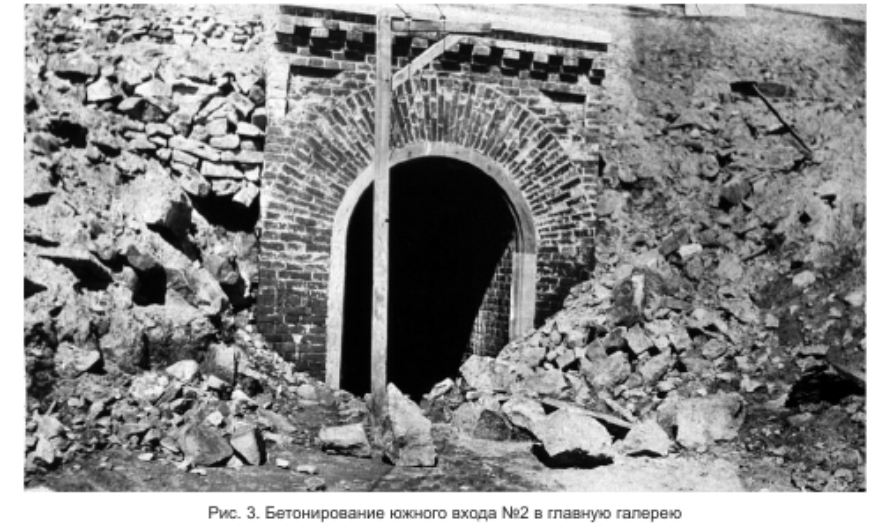 Рис. 3. Бетонирование южного входа №2 в главную галерею